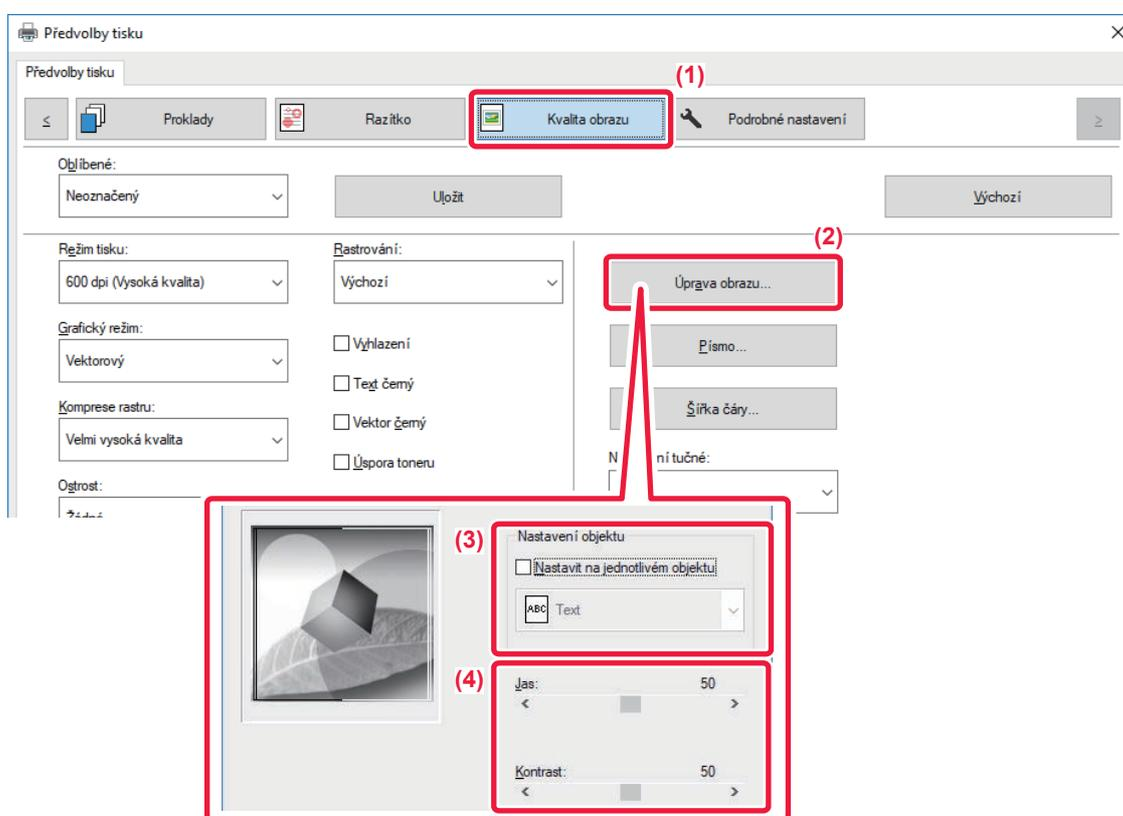 Předvolby tisku
Předvolby tisku
(1)
≤ Proklady Razítko Kvalita obrazu Podrobné nastavení ≥
Oblíbené:
Neoznačený Uložit Výchozí
(2)
Režim tisku: Rastrování:
600 dpi (Vysoká kvalita) Výchozí Úprava obrazu...
Grafický režim:
Vektorový Vyhlazení Písmo...
Text černý
Komprese rastru: Šířka čáry...
Velmi vysoká kvalita Vektor černý
Úspora toneru tučné:
Ostrost:
Žádné
(3) Nastavení objektu
Nastavit na jednotlivém objektu
ABC Text
(4) Jas: 50
Kontrast: 50